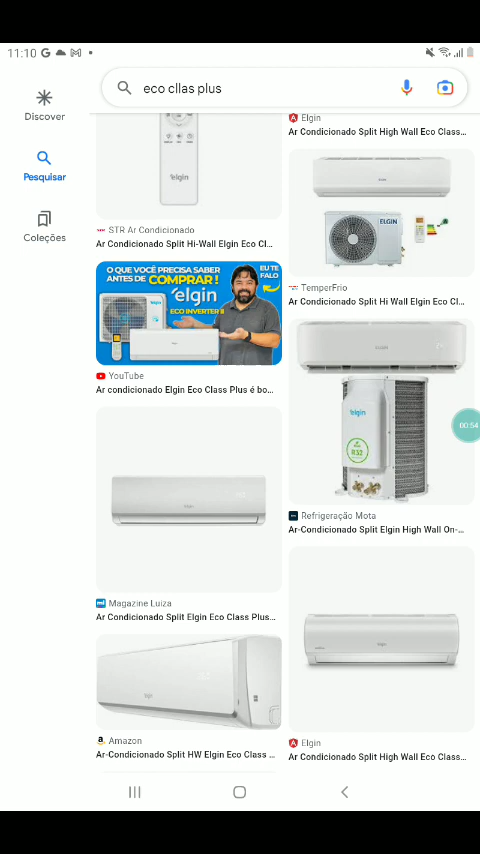 11:10
eco cllas plus
Discover
Pesquisar
Coleções
elgin
STR Ar Condicionado
Ar Condicionado Split Hi-Wall Elgin Eco Cl...
O QUE VOCÊ PRECISA SABER
ANTES DE COMPRAR!
EU TE
FALO
elgin
ECO INVERTER II
YouTube
Ar condicionado Elgin Eco Class Plus é bo...
Magazine Luiza
Ar Condicionado Split Elgin Eco Class Plus...
elgin
Amazon
Ar-Condicionado Split HW Elgin Eco Class ...
Elgin
Ar Condicionado Split High Wall Eco Class...
ELGIN
TemperFrio
Ar Condicionado Split Hi Wall Elgin Eco Cl...
elgin
R32
00:54
Refrigeração Mota
Ar-Condicionado Split Elgin High Wall On-...
elgin
Elgin
Ar Condicionado Split High Wall Eco Class...